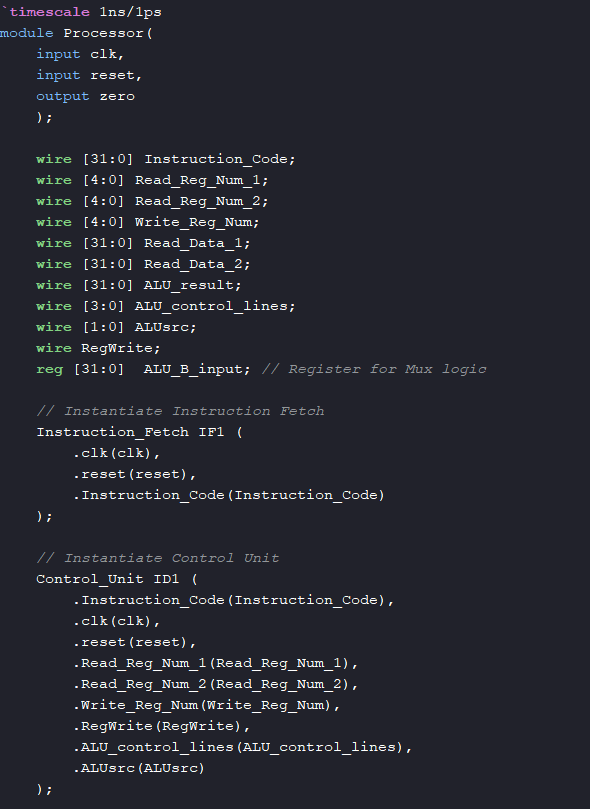 `timescale 1ns/1ps
module Processor(
    input clk,
    input reset,
    output zero
    );

    wire [31:0] Instruction_Code;
    wire [4:0] Read_Reg_Num_1;
    wire [4:0] Read_Reg_Num_2;
    wire [4:0] Write_Reg_Num;
    wire [31:0] Read_Data_1;
    wire [31:0] Read_Data_2;
    wire [31:0] ALU_result;
    wire [3:0] ALU_control_lines;
    wire [1:0] ALUsrc;
    wire RegWrite;
    reg [31:0]  ALU_B_input; // Register for Mux logic

    // Instantiate Instruction Fetch
    Instruction_Fetch IF1 (
        .clk(clk),
        .reset(reset),
        .Instruction_Code(Instruction_Code)
    );

    // Instantiate Control Unit
    Control_Unit ID1 (
        .Instruction_Code(Instruction_Code),
        .clk(clk),
        .reset(reset),
        .Read_Reg_Num_1(Read_Reg_Num_1),
        .Read_Reg_Num_2(Read_Reg_Num_2),
        .Write_Reg_Num(Write_Reg_Num),
        .RegWrite(RegWrite),
        .ALU_control_lines(ALU_control_lines),
        .ALUsrc(ALUsrc)
    );